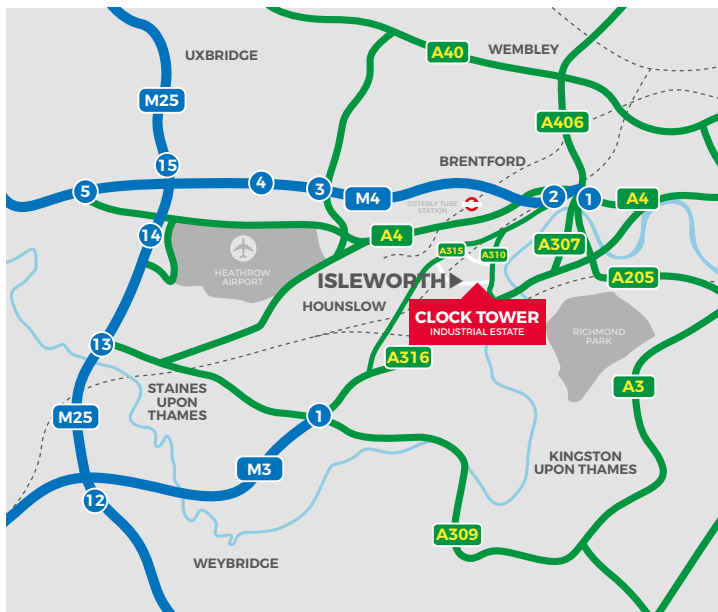 A40
WEMBLEY
UXBRIDGE
M25
A406
15
BRENTFORD
5
4
3
M4
2
1
A4
OSTERLY TUBE
STATION
14
A4
A315
A310
A307
HEATHROW
AIRPORT
ISLEWORTH
A205
HOUNSLOW
CLOCK TOWER
INDUSTRIAL ESTATE
RICHMOND
PARK
13
A316
STAINES
UPON
THAMES
A3
M25
1
KINGSTON
UPON THAMES
M3
12
A309
WEYBRIDGE